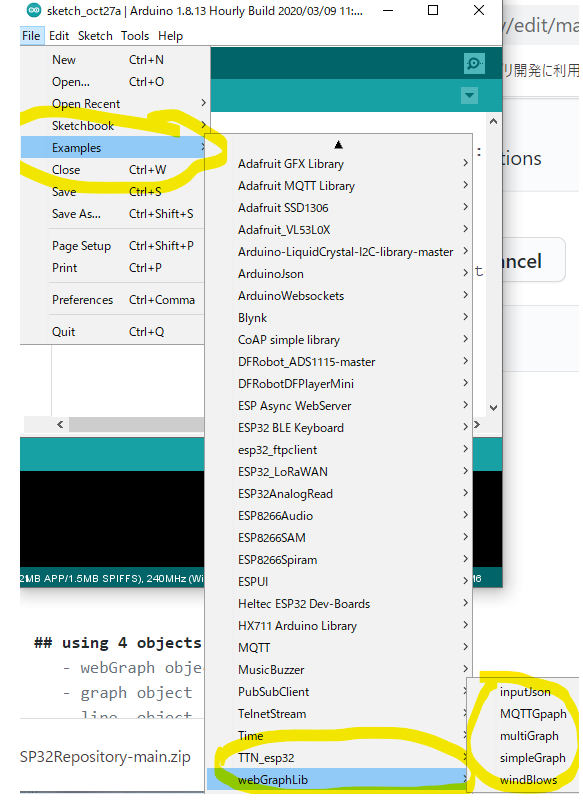 sketch_oct27a | Arduino 1.8.13 Hourly Build 2020/03/09 11:...
File Edit Sketch Tools Help
New Ctrl+N
Open... Ctrl+O
Open Recent
Sketchbook
Examples
Close Ctrl+W
Save Ctrl+S
Save As... Ctrl+Shift+S
Page Setup Ctrl+Shift+P
Print Ctrl+P
Preferences Ctrl+Comma
Quit Ctrl+Q
Adafruit GFX Library
Adafruit MQTT Library
Adafruit SSD1306
Adafruit_VL53L0X
Arduino-LiquidCrystal-I2C-library-master
ArduinoJson
ArduinoWebsockets
Blynk
CoAP simple library
DFRobot_ADS1115-master
DFRobotDFPlayerMini
ESP Async WebServer
ESP32 BLE Keyboard
esp32_ftpclient
ESP32_LoRaWAN
ESP32AnalogRead
ESP8266Audio
ESP8266SAM
ESP8266Spiram
ESPUI
Heltec ESP32 Dev-Boards
HX711 Arduino Library
MQTT
MusicBuzzer
PubSubClient
TelnetStream
Time
TTN_esp32
webGraphLib
inputJson
MQTTGpaph
multiGraph
simpleGraph
windBlows
y/edit/ma
リ開発に利用
tions
ancel
t
2MB APP/1.5MB SPIFFS), 240MHz (Wi
## using 4 objects
- webGraph objec
- graph object
- line object
SP32Repository-main.zip